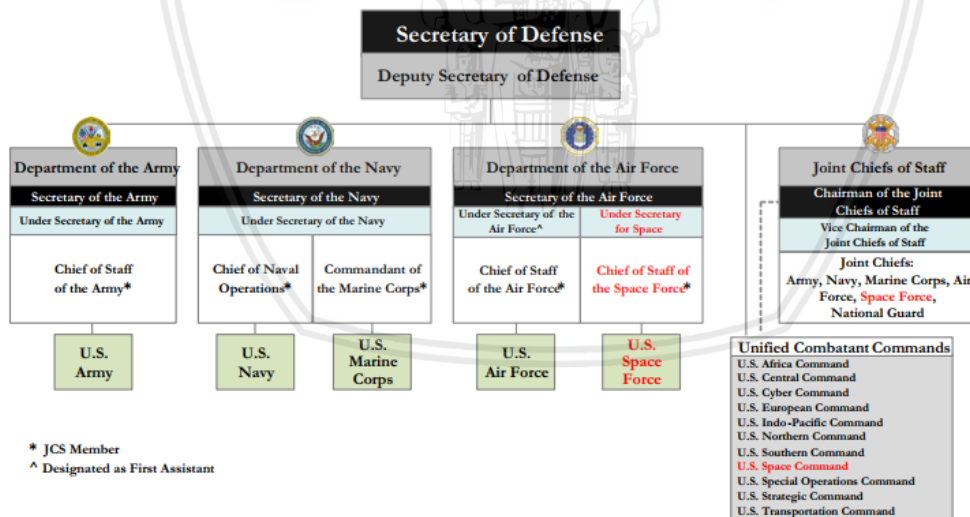 Secretary of Defense
Deputy Secretary of Defense
Department of the Army
Secretary of the Army
Under Secretary of the Army
Chief of Staff
of the Army*
U.S.
Army
Department of the Navy
Secretary of the Navy
Under Secretary of the Navy
Chief of Naval
Operations*
Commandant of
the Marine Corps*
U.S.
Navy
U.S.
Marine
Corps
Department of the Air Force
Secretary of the Air Force
Under Secretary of the
Air Force^
Under Secretary
for Space
Chief of Staff
of the Air Force*
Chief of Staff of
the Space Force*
U.S.
Air Force
U.S.
Space
Force
Joint Chiefs of Staff
Chairman of the Joint
Chiefs of Staff
Vice Chairman of the
Joint Chiefs of Staff
Joint Chiefs:
Army, Navy, Marine Corps, Air
Force, Space Force,
National Guard
Unified Combatant Commands
U.S. Africa Command
U.S. Central Command
U.S. Cyber Command
U.S. European Command
U.S. Indo-Pacific Command
U.S. Northern Command
U.S. Southern Command
U.S. Space Command
U.S. Special Operations Command
U.S. Strategic Command
U.S. Transportation Command
* JCS Member
^ Designated as First Assistant